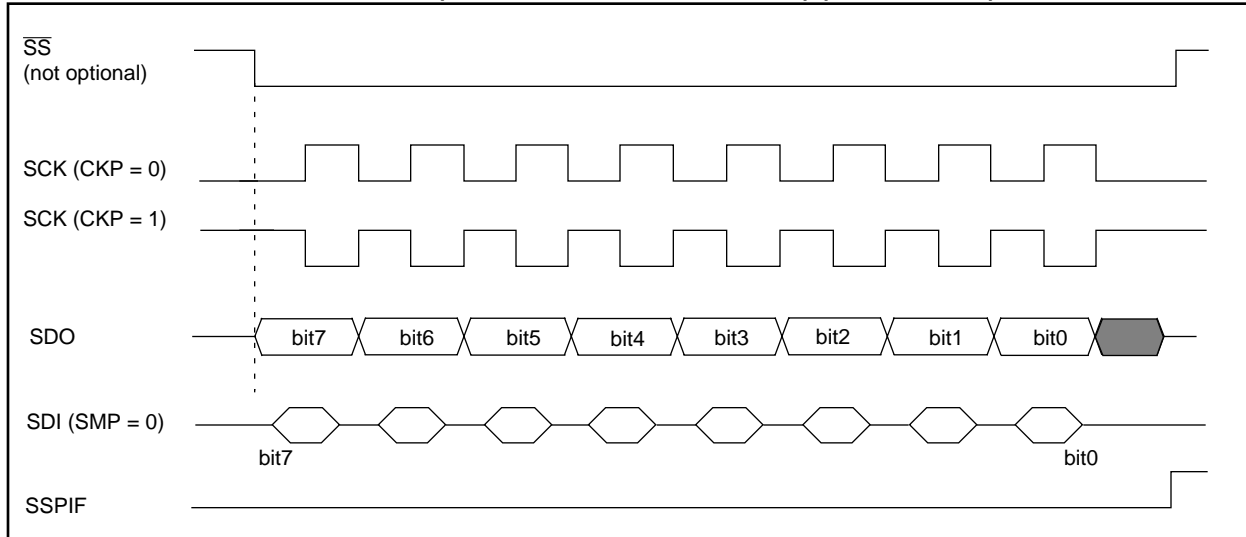 SS
(not optional)
SCK (CKP = 0)
SCK (CKP = 1)
SDO
bit7 bit6 bit5 bit4 bit3 bit2 bit1 bit0
SDI (SMP = 0)
bit7 bit0
SSPIF